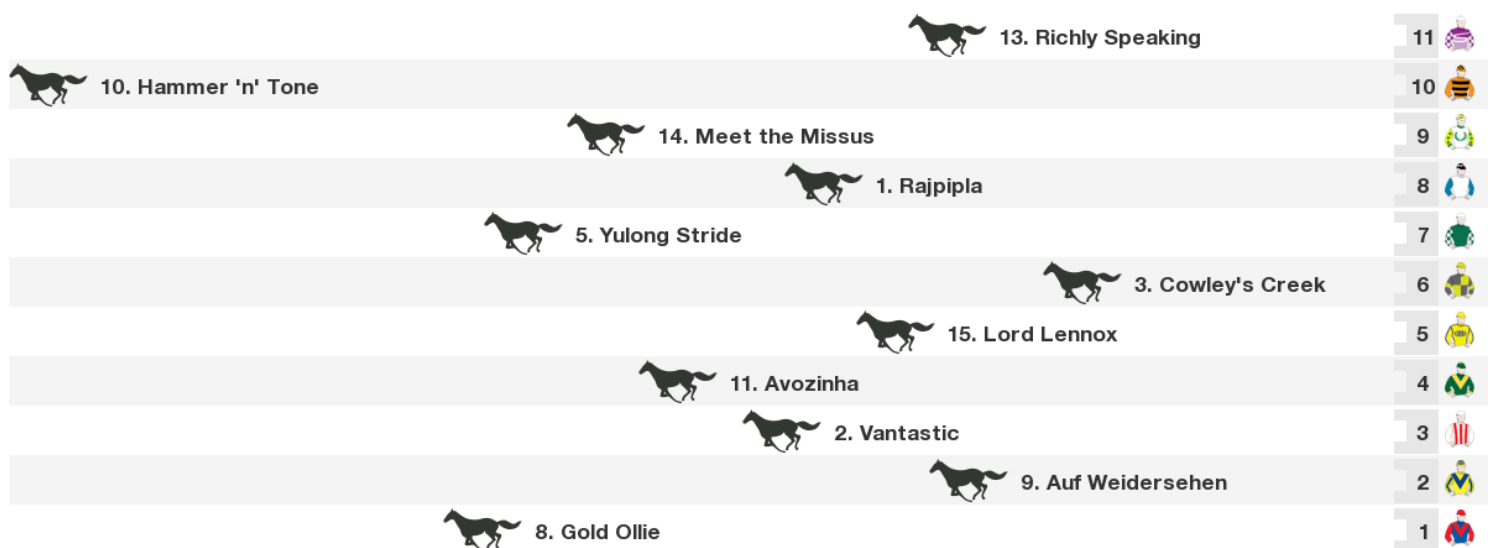 13. Richly Speaking 11
10. Hammer 'n' Tone 10
14. Meet the Missus 9
1. Rajpipla 8
5. Yulong Stride 7
3. Cowley's Creek 6
15. Lord Lennox 5
11. Avozinha 4
2. Vantastic 3
9. Auf Weidersehen 2
8. Gold Ollie 1